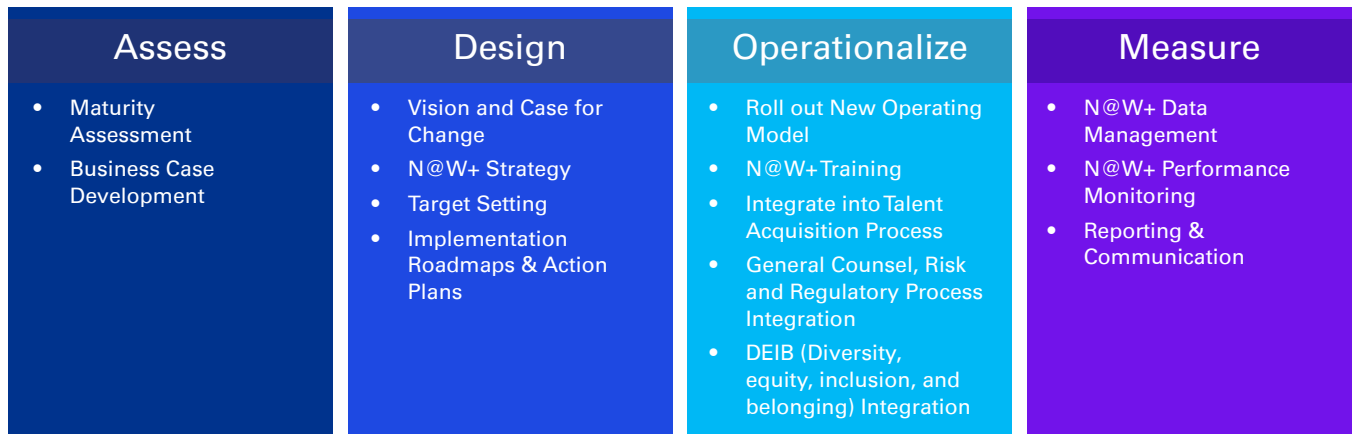 Assess
• Maturity
Assessment
• Business Case
Development
Design
• Vision and Case for
Change
• N@W+ Strategy
• Target Setting
• Implementation
Roadmaps & Action
Plans
Operationalize
• Roll out New Operating
Model
• N@W+ Training
• Integrate into Talent
Acquisition Process
• General Counsel, Risk
and Regulatory Process
Integration
• DEIB (Diversity,
equity, inclusion, and
belonging) Integration
Measure
• N@W+ Data
Management
• N@W+ Performance
Monitoring
• Reporting &
Communication